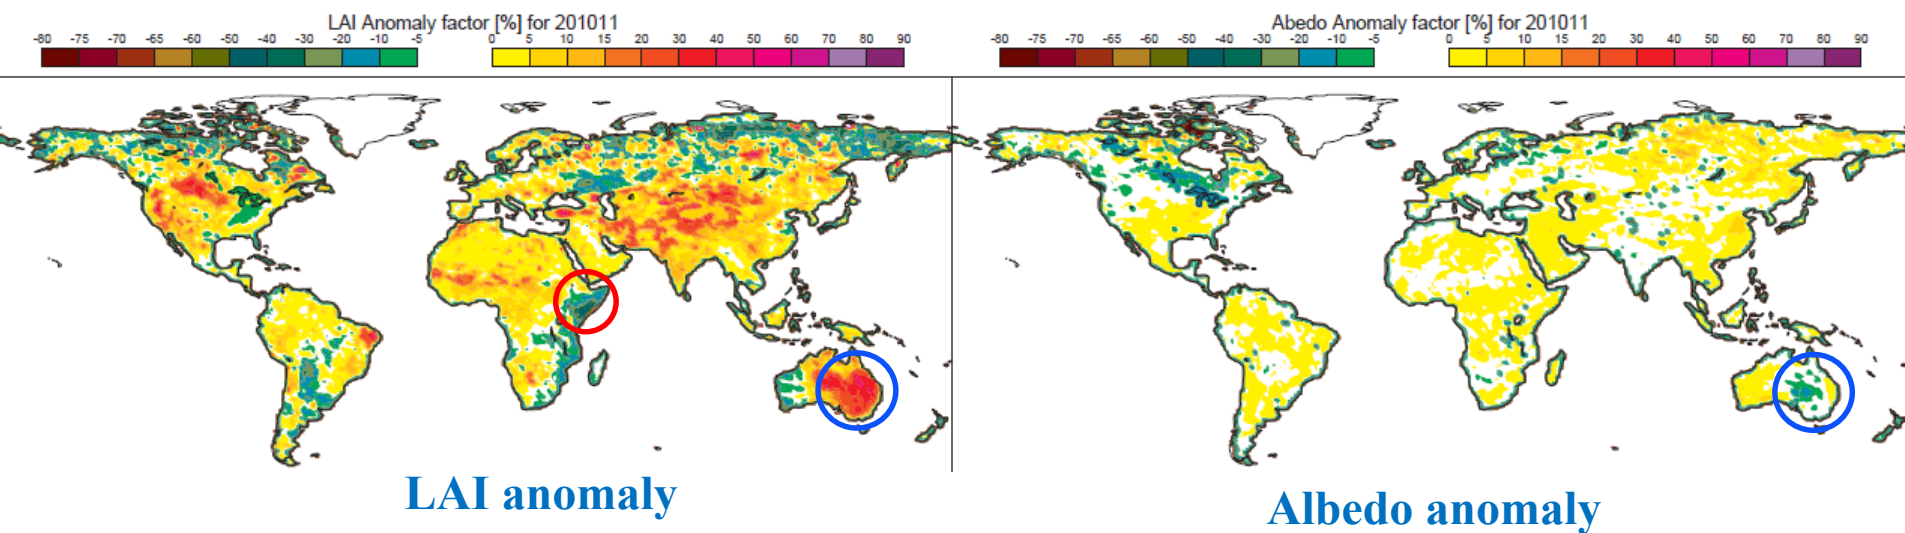 LAI Anomaly factor [%] for 201011
-80 -75 -70 -65 -60 -50 -40 -30 -20 -10 -5 0 5 10 15 20 30 40 50 60 70 80 90
Abedo Anomaly factor [%] for 201011
-80 -75 -70 -65 -60 -50 -40 -30 -20 -10 -5 0 5 10 15 20 30 40 50 60 70 80 90
LAI anomaly
Albedo anomaly